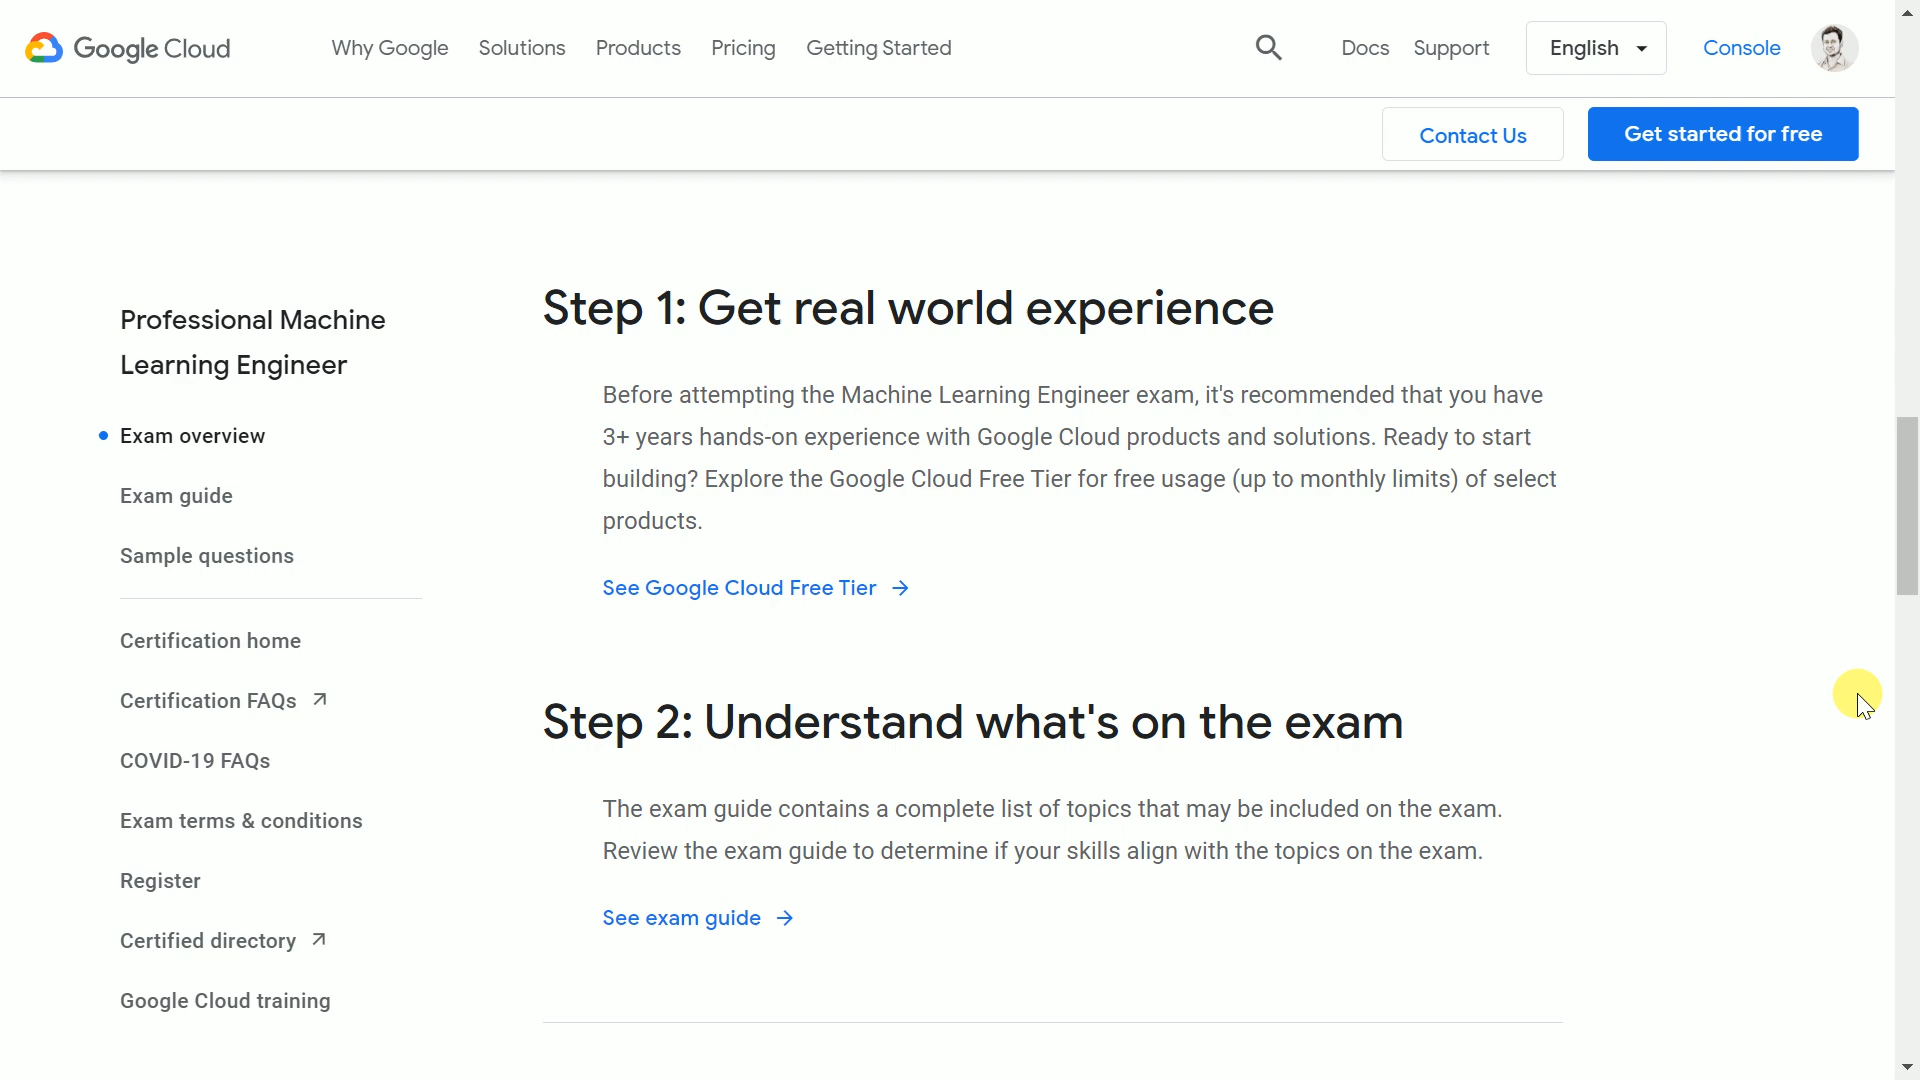 Google Cloud
Why Google
Solutions
Products
Pricing
Getting Started
Docs
Support
English
Console
Contact Us
Get started for free
Professional Machine
Learning Engineer
Exam overview
Exam guide
Sample questions
Certification home
Certification FAQs
COVID-19 FAQs
Exam terms & conditions
Register
Certified directory
Google Cloud training
Step 1: Get real world experience
Before attempting the Machine Learning Engineer exam, it's recommended that you have
3+ years hands-on experience with Google Cloud products and solutions. Ready to start
building? Explore the Google Cloud Free Tier for free usage (up to monthly limits) of select
products.
See Google Cloud Free Tier
Step 2: Understand what's on the exam
The exam guide contains a complete list of topics that may be included on the exam.
Review the exam guide to determine if your skills align with the topics on the exam.
See exam guide